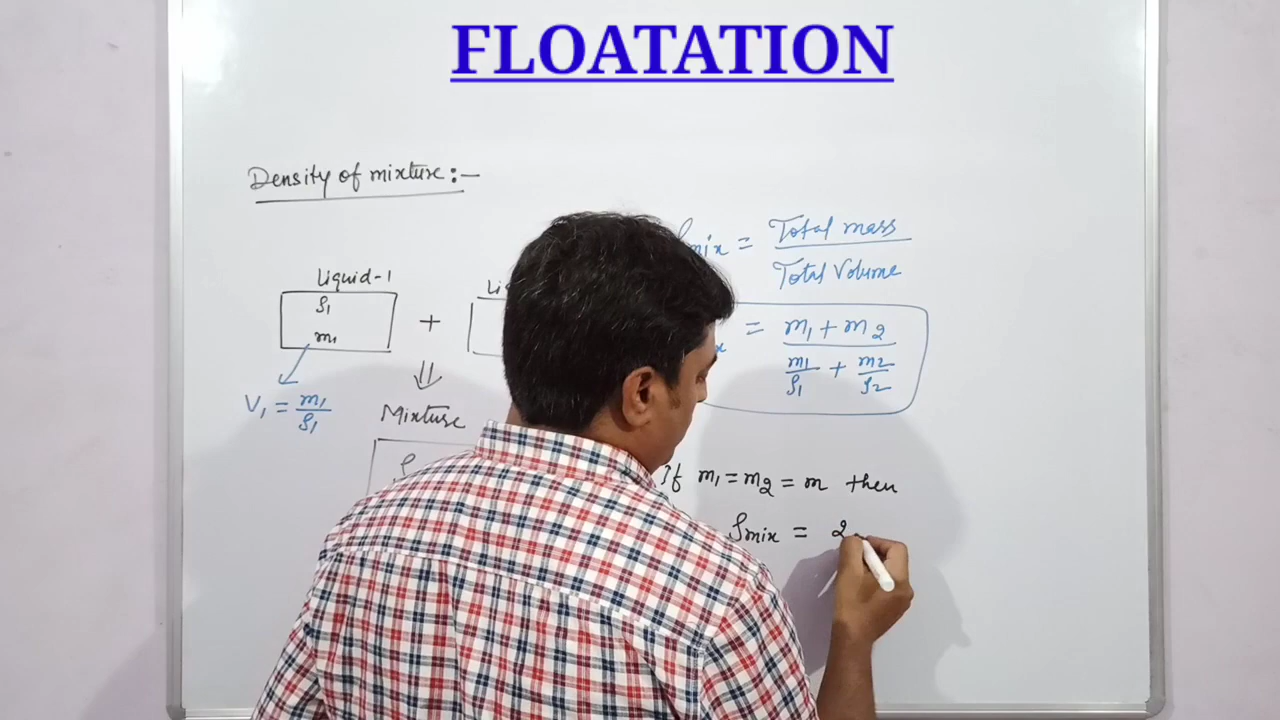 FLOATATION
Density of mixture :-
Liquid-1
ρ1
m1
+
V1 = m1/ρ1
⇓
Mixture
ρ
mix = Total mass / Total Volume
= (m1 + m2) / (m1/ρ1 + m2/ρ2)
If m1 = m2 = m then
ρmix = 2